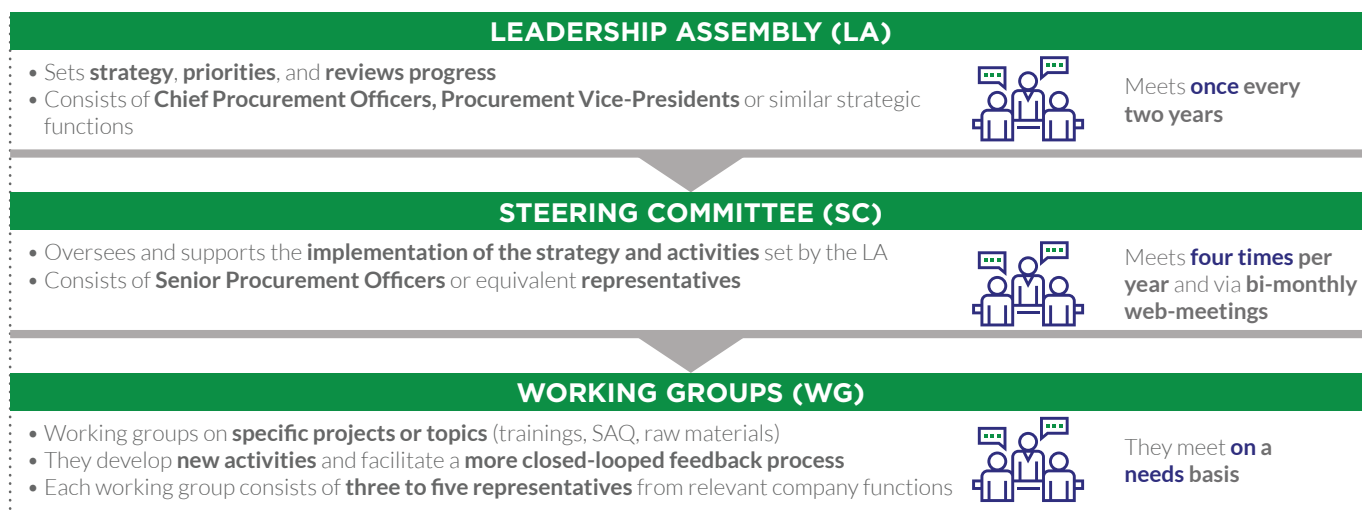 LEADERSHIP ASSEMBLY (LA)
• Sets strategy, priorities, and reviews progress
• Consists of Chief Procurement Officers, Procurement Vice-Presidents or similar strategic
functions
Meets once every
two years
STEERING COMMITTEE (SC)
• Oversees and supports the implementation of the strategy and activities set by the LA
• Consists of Senior Procurement Officers or equivalent representatives
Meets four times per
year and via bi-monthly
web-meetings
WORKING GROUPS (WG)
• Working groups on specific projects or topics (trainings, SAQ, raw materials)
• They develop new activities and facilitate a more closed-looped feedback process
• Each working group consists of three to five representatives from relevant company functions
They meet on a
needs basis